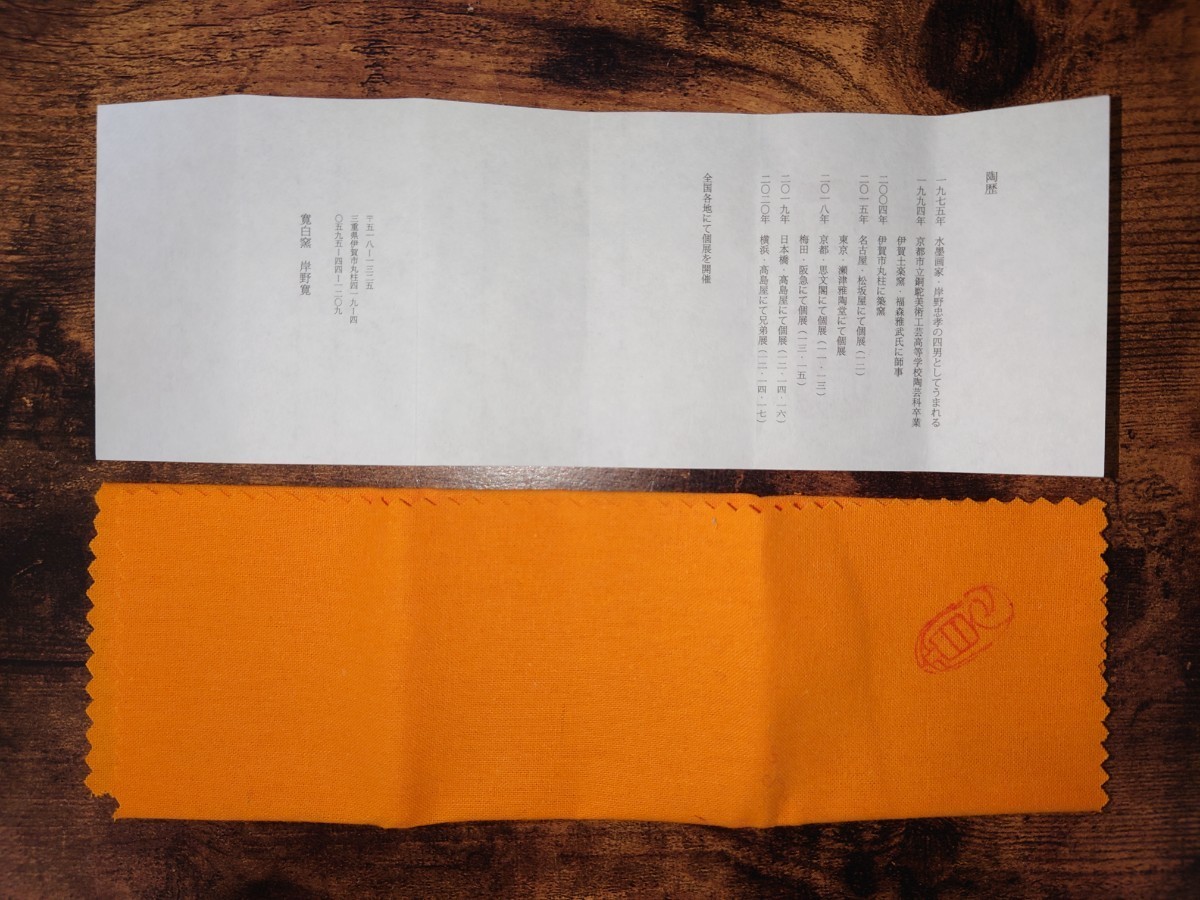 陶歴
一九七五年 水墨画家・岸野忠孝の四男としてうまれる
一九九四年 京都市立銅駝美術工芸高等学校陶芸科卒業
伊賀土楽窯・福森雅武氏に師事
二〇〇四年 伊賀市丸柱に築窯
二〇一五年 名古屋・松坂屋にて個展(一二)
東京・瀬津雅陶堂にて個展
二〇一八年 京都・思文閣にて個展(一一・一三)
梅田・阪急にて個展(一三・一五)
二〇一九年 日本橋・高島屋にて個展(一二・一四・一六)
二〇二〇年 横浜・高島屋にて兄弟展(一二・一四・一七)
全国各地にて個展を開催
〒五一八ー一三二五
三重県伊賀市丸柱四一九ー四
〇五九五ー四四ー一二〇九
寛白窯 岸野寛